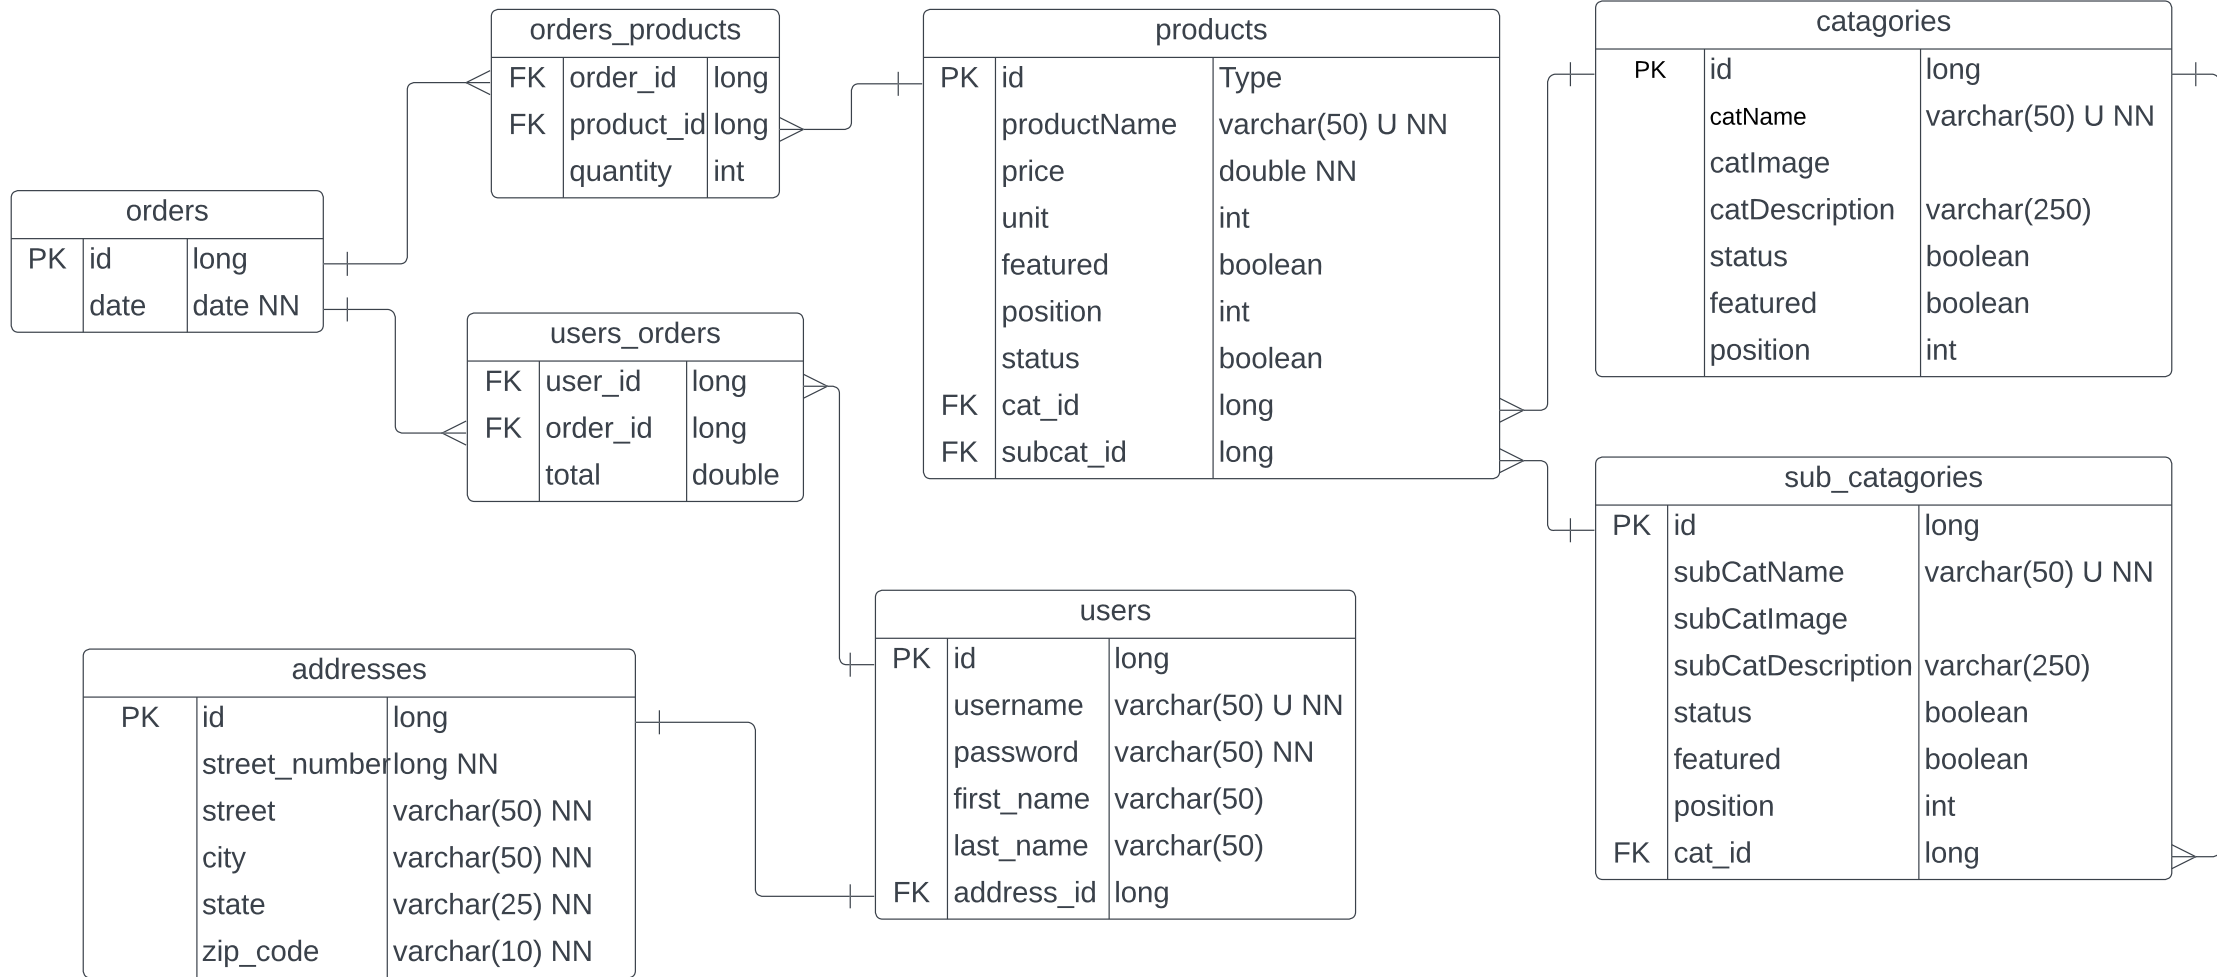 orders_products
FK order_id long
FK product_id long
quantity int
products
PK id Type
productName varchar(50) U NN
price double NN
unit int
featured boolean
position int
status boolean
FK cat_id long
FK subcat_id long
catagories
PK id long
catName varchar(50) U NN
catImage
catDescription varchar(250)
status boolean
featured boolean
position int
orders
PK id long
date date NN
users_orders
FK user_id long
FK order_id long
total double
sub_catagories
PK id long
subCatName varchar(50) U NN
subCatImage
subCatDescription varchar(250)
status boolean
featured boolean
position int
FK cat_id long
users
PK id long
username varchar(50) U NN
password varchar(50) NN
first_name varchar(50)
last_name varchar(50)
FK address_id long
addresses
PK id long
street_number long NN
street varchar(50) NN
city varchar(50) NN
state varchar(25) NN
zip_code varchar(10) NN